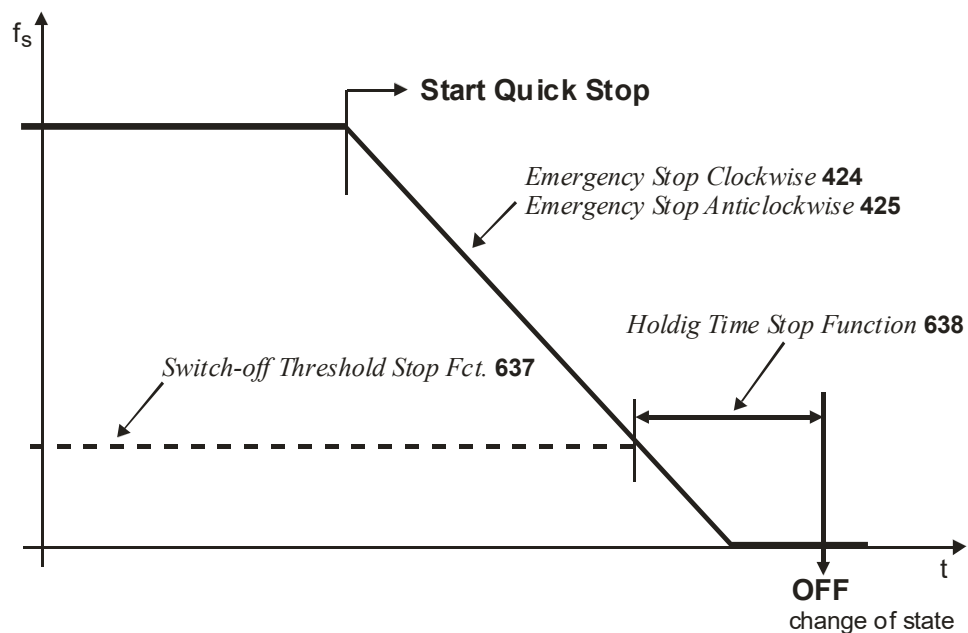 fs
Start Quick Stop
Emergency Stop Clockwise 424
Emergency Stop Anticlockwise 425
Holdig Time Stop Function 638
Switch-off Threshold Stop Fct. 637
t
OFF
change of state